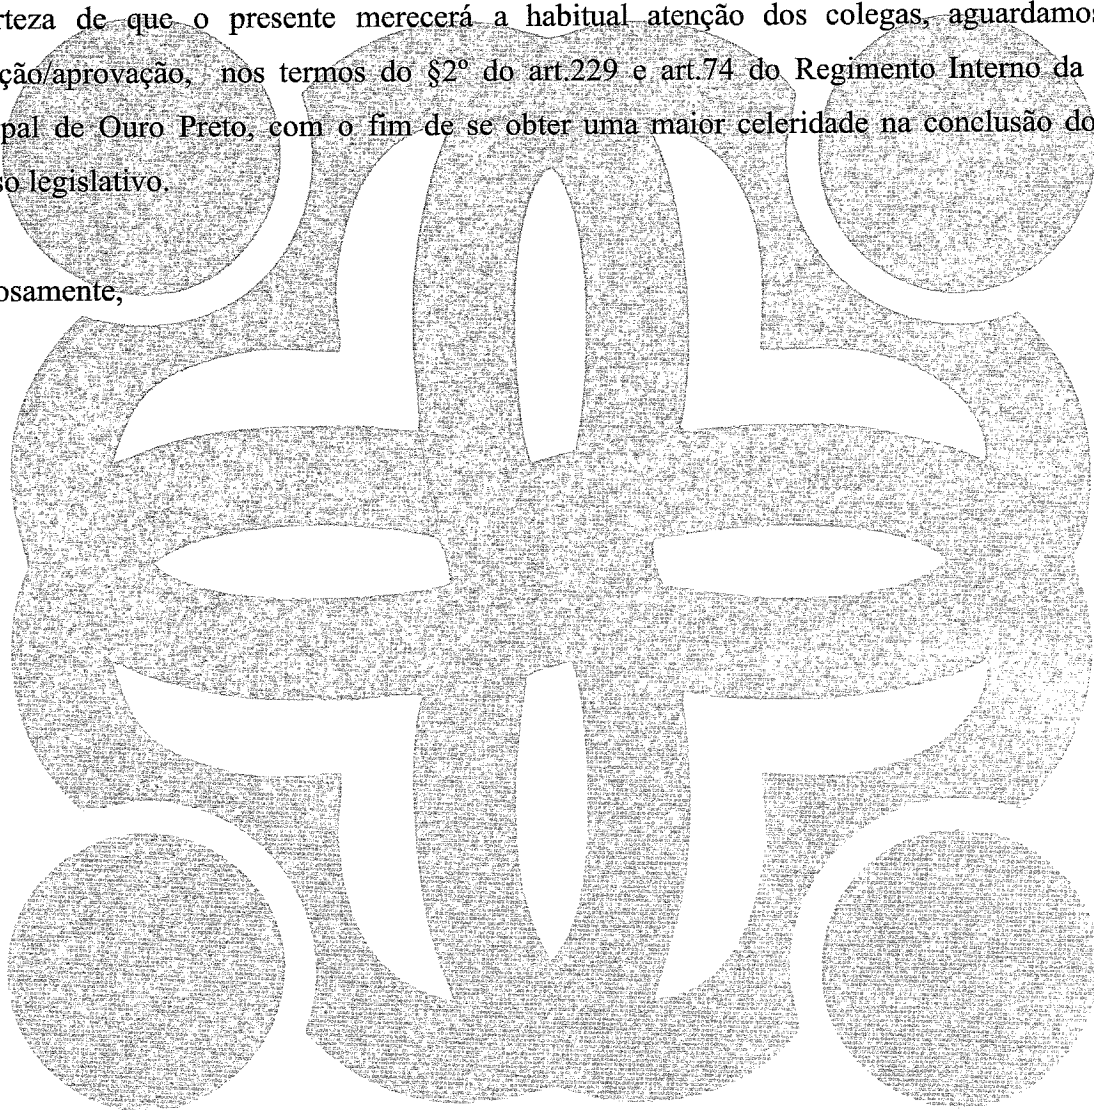 rteza de que o presente merecerá a habitual atenção dos colegas, aguardamos
ção/aprovação, nos termos do §2º do art.229 e art.74 do Regimento Interno da
pal de Ouro Preto, com o fim de se obter uma maior celeridade na conclusão do
so legislativo.
osamente,